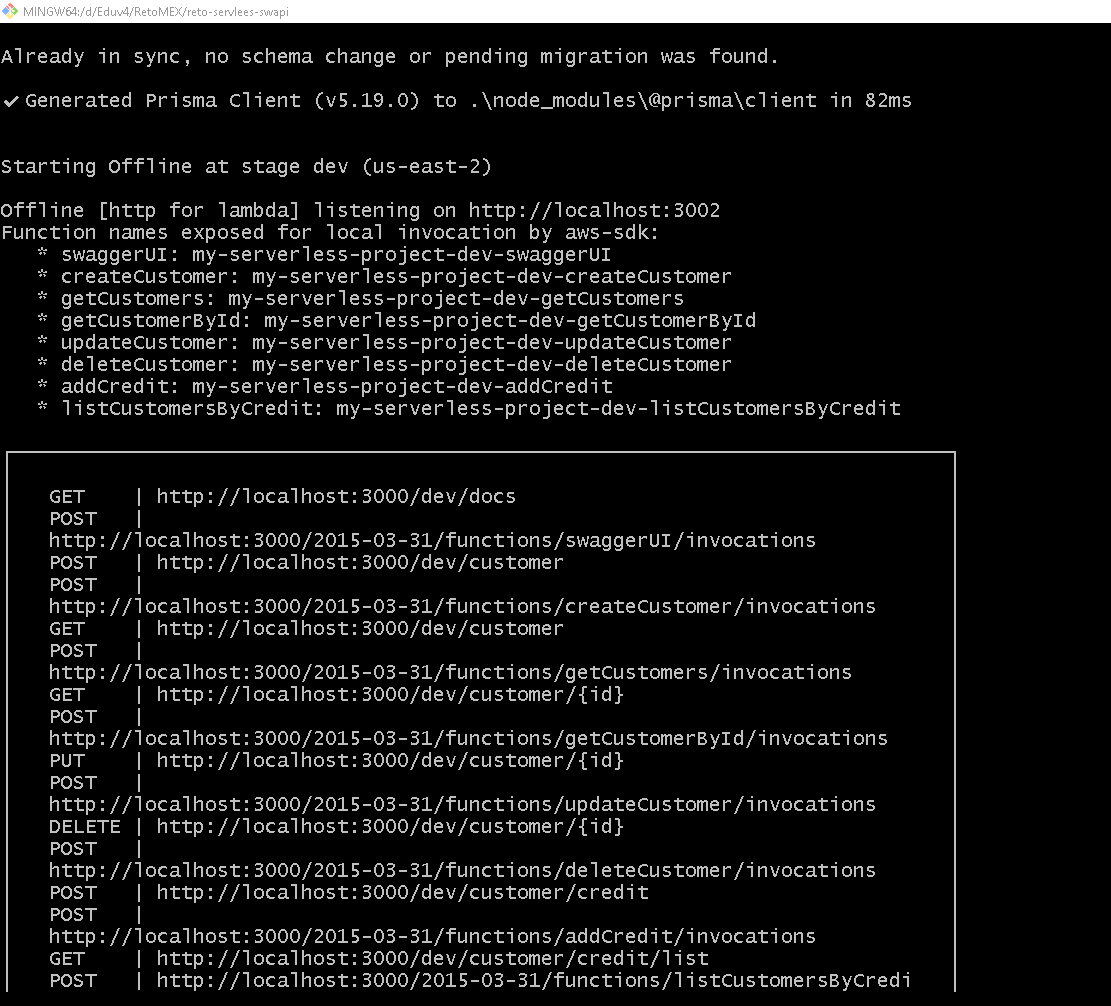 MINGW64:/d/Eduv4/RetoMEX/reto-servlees-swapi
Already in sync, no schema change or pending migration was found.
✔ Generated Prisma Client (v5.19.0) to .\node_modules\@prisma\client in 82ms
Starting Offline at stage dev (us-east-2)
Offline [http for lambda] listening on http://localhost:3002
Function names exposed for local invocation by aws-sdk:
* swaggerUI: my-serverless-project-dev-swaggerUI
* createCustomer: my-serverless-project-dev-createCustomer
* getCustomers: my-serverless-project-dev-getCustomers
* getCustomerById: my-serverless-project-dev-getCustomerById
* updateCustomer: my-serverless-project-dev-updateCustomer
* deleteCustomer: my-serverless-project-dev-deleteCustomer
* addCredit: my-serverless-project-dev-addCredit
* listCustomersByCredit: my-serverless-project-dev-listCustomersByCredit
GET | http://localhost:3000/dev/docs
POST |
http://localhost:3000/2015-03-31/functions/swaggerUI/invocations
POST | http://localhost:3000/dev/customer
POST |
http://localhost:3000/2015-03-31/functions/createCustomer/invocations
GET | http://localhost:3000/dev/customer
POST |
http://localhost:3000/2015-03-31/functions/getCustomers/invocations
GET | http://localhost:3000/dev/customer/{id}
POST |
http://localhost:3000/2015-03-31/functions/getCustomerById/invocations
PUT | http://localhost:3000/dev/customer/{id}
POST |
http://localhost:3000/2015-03-31/functions/updateCustomer/invocations
DELETE | http://localhost:3000/dev/customer/{id}
POST |
http://localhost:3000/2015-03-31/functions/deleteCustomer/invocations
POST | http://localhost:3000/dev/customer/credit
POST |
http://localhost:3000/2015-03-31/functions/addCredit/invocations
GET | http://localhost:3000/dev/customer/credit/list
POST | http://localhost:3000/2015-03-31/functions/listCustomersByCredi